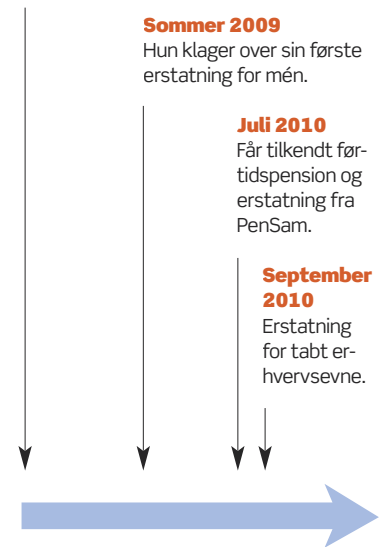 Sommer 2009
Hun klager over sin første
erstatning for mén.
Juli 2010
Får tilkendt før-
tidspension og
erstatning fra
PenSam.
September
2010
Erstatning
for tabt er-
hvervsevne.